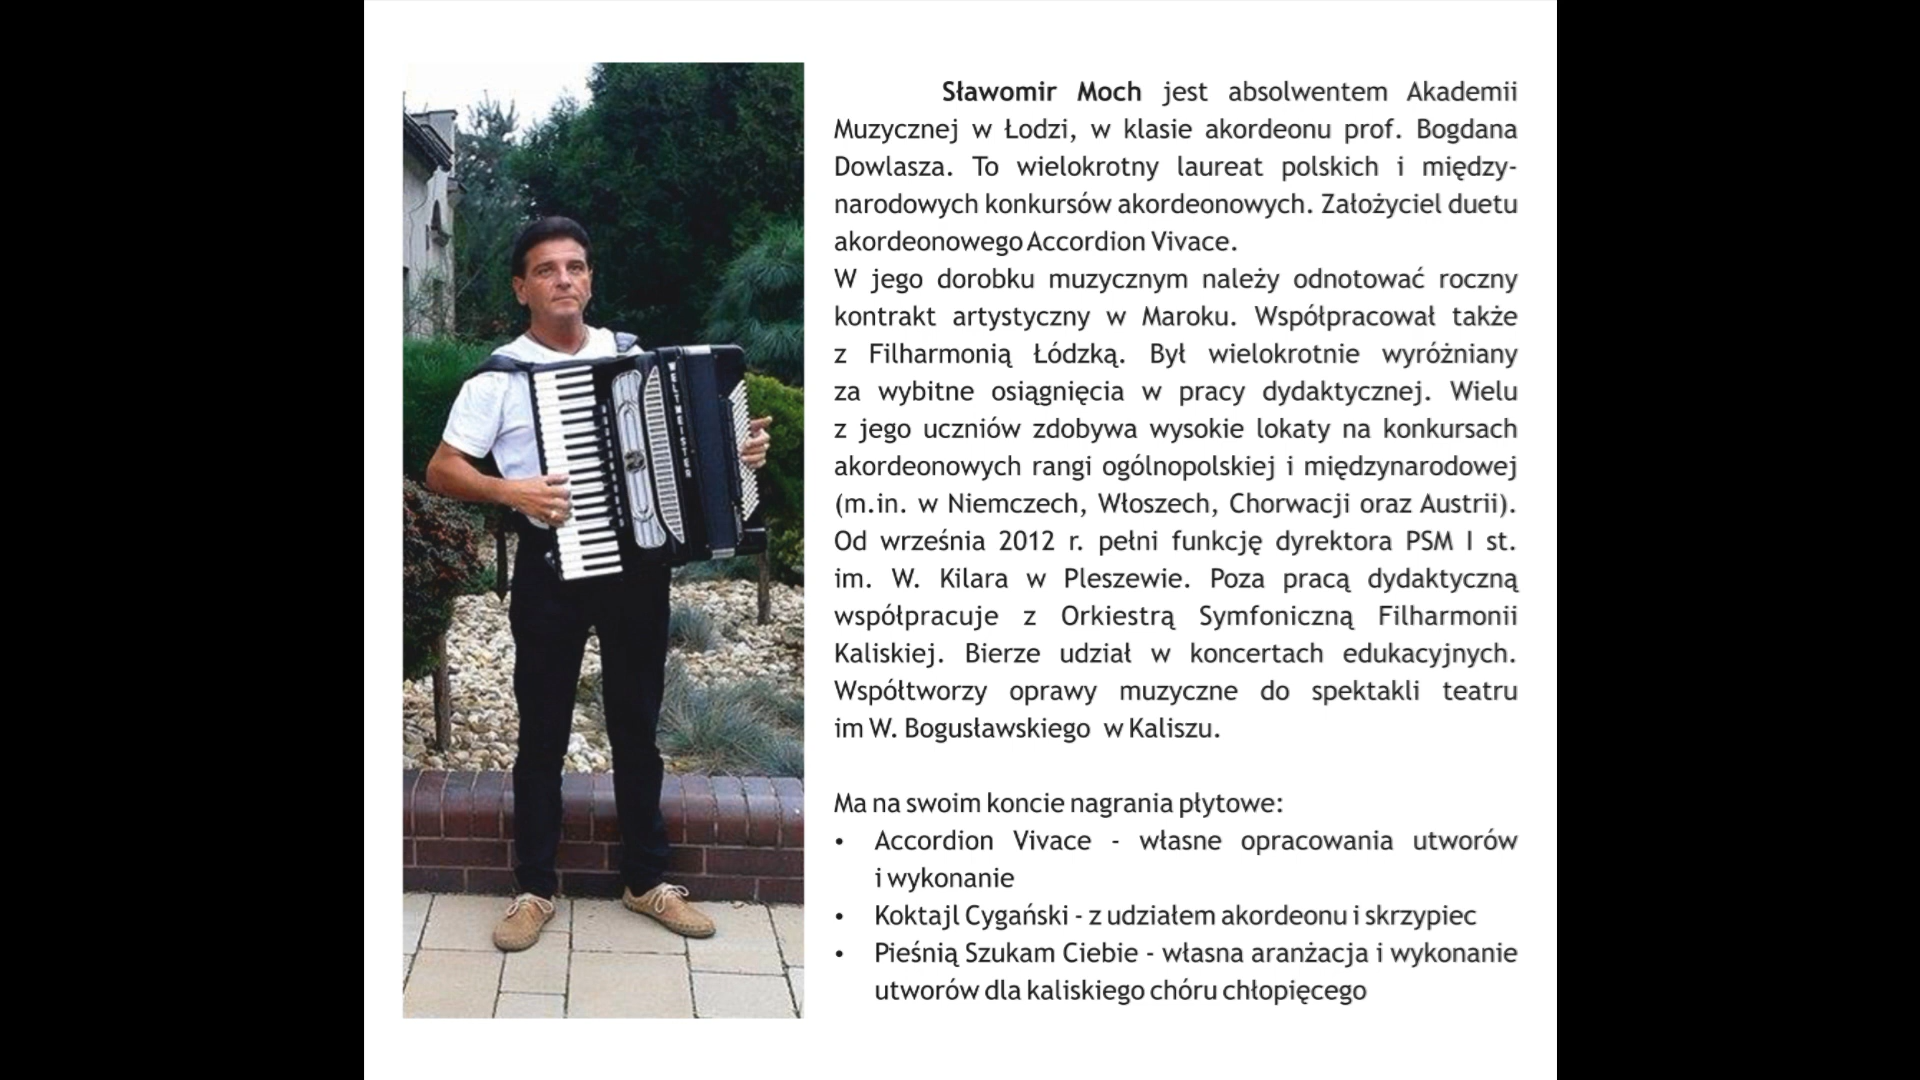 Sławomir Moch jest absolwentem Akademii
Muzycznej w Łodzi, w klasie akordeonu prof. Bogdana
Dowlasza. To wielokrotny laureat polskich i między-
narodowych konkursów akordeonowych. Założyciel duetu
akordeonowego Accordion Vivace.
W jego dorobku muzycznym należy odnotować roczny
kontrakt artystyczny w Maroku. Współpracował także
z Filharmonią Łódzką. Był wielokrotnie wyróżniany
za wybitne osiągnięcia w pracy dydaktycznej. Wielu
z jego uczniów zdobywa wysokie lokaty na konkursach
akordeonowych rangi ogólnopolskiej i międzynarodowej
(m.in. w Niemczech, Włoszech, Chorwacji oraz Austrii).
Od września 2012 r. pełni funkcję dyrektora PSM I st.
im. W. Kilara w Pleszewie. Poza pracą dydaktyczną
współpracuje z Orkiestrą Symfoniczną Filharmonii
Kaliskiej. Bierze udział w koncertach edukacyjnych.
Współtworzy oprawy muzyczne do spektakli teatru
im W. Bogusławskiego w Kaliszu.
Ma na swoim koncie nagrania płytowe:
• Accordion Vivace - własne opracowania utworów
i wykonanie
• Koktajl Cygański - z udziałem akordeonu i skrzypiec
• Pieśnią Szukam Ciebie - własna aranżacja i wykonanie
utworów dla kaliskiego chóru chłopięcego
WELTMEISTER